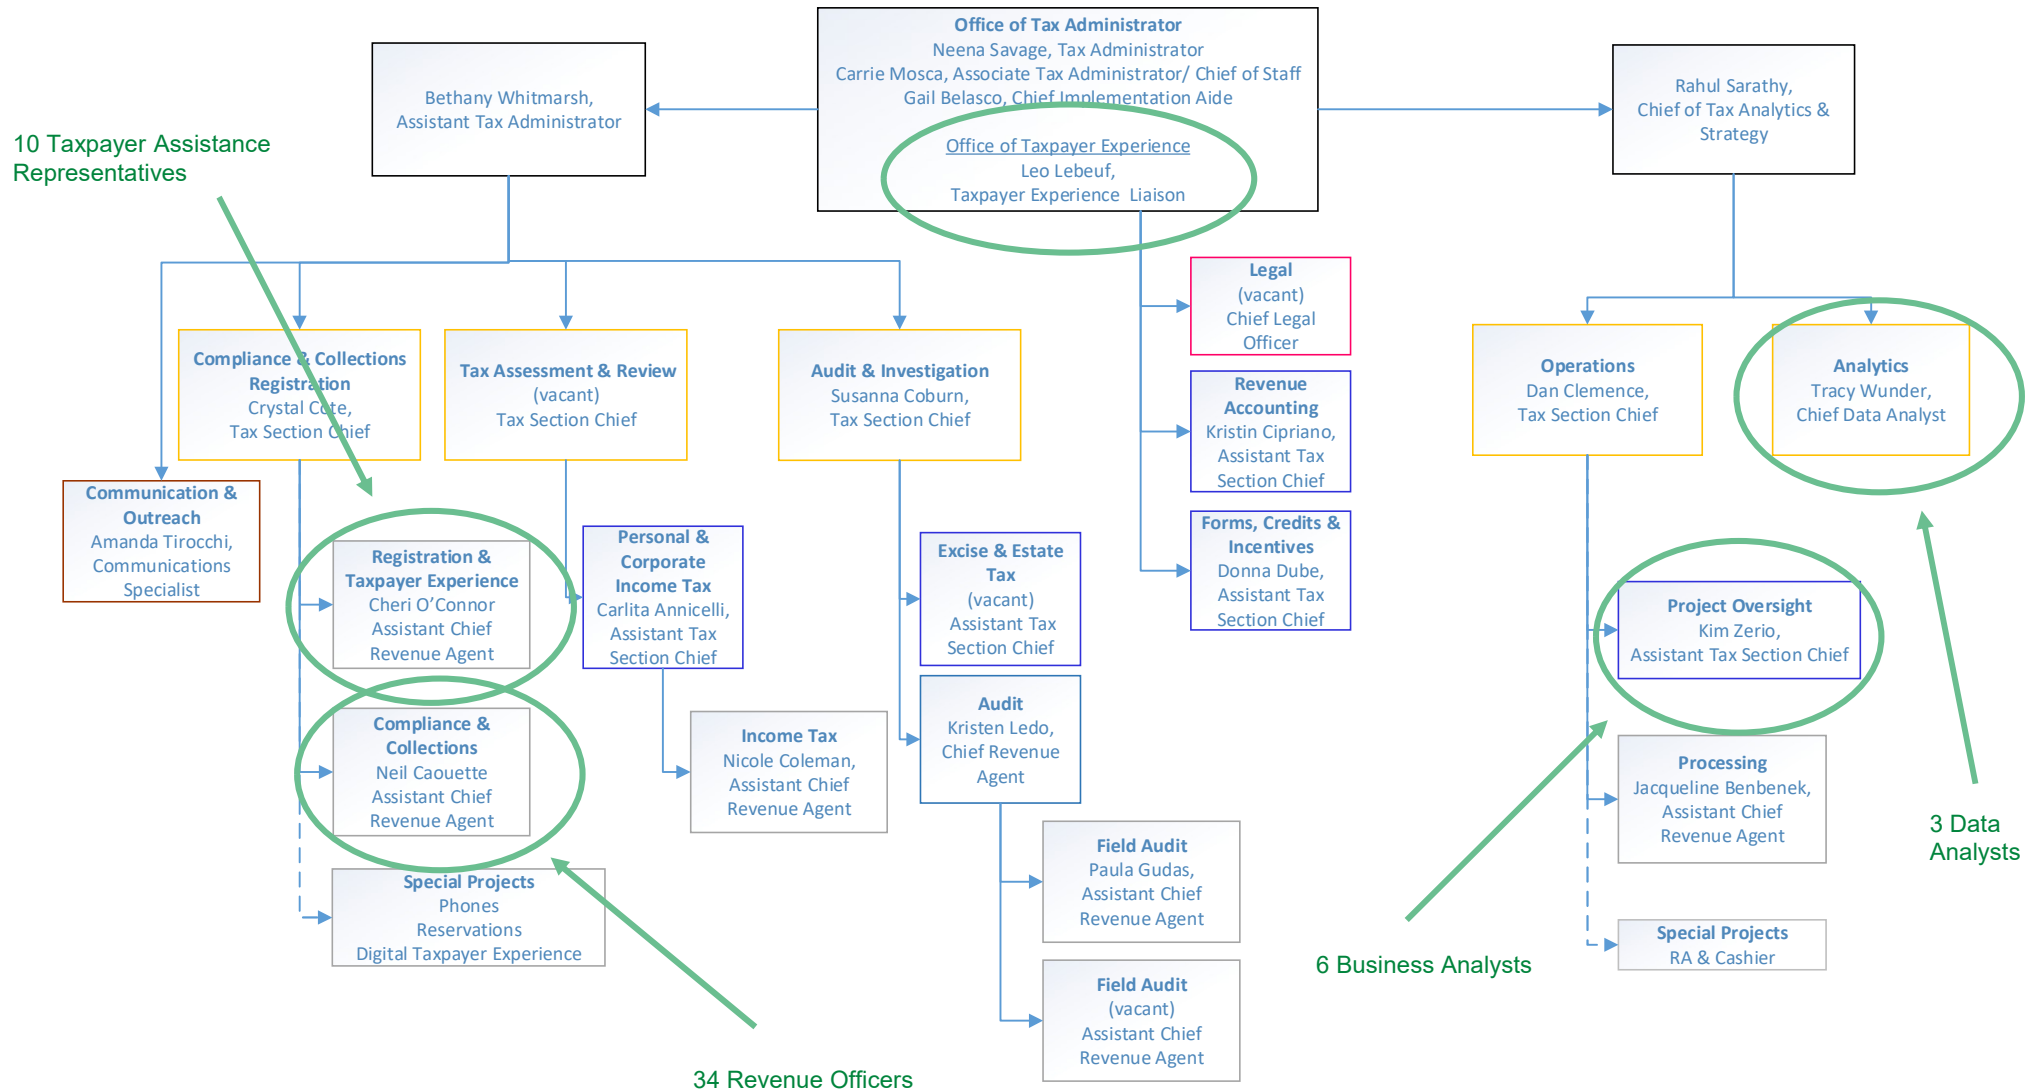 Office of Tax Administrator
Neena Savage, Tax Administrator
Carrie Mosca, Associate Tax Administrator/ Chief of Staff
Gail Belasco, Chief Implementation Aide
Office of Taxpayer Experience
Leo Lebeuf,
Taxpayer Experience Liaison
Bethany Whitmarsh,
Assistant Tax Administrator
Rahul Sarathy,
Chief of Tax Analytics &
Strategy
10 Taxpayer Assistance
Representatives
Legal
(vacant)
Chief Legal
Officer
Compliance & Collections
Registration
Crystal Cote,
Tax Section Chief
Tax Assessment & Review
(vacant)
Tax Section Chief
Audit & Investigation
Susanna Coburn,
Tax Section Chief
Revenue
Accounting
Kristin Cipriano,
Assistant Tax
Section Chief
Operations
Dan Clemence,
Tax Section Chief
Analytics
Tracy Wunder,
Chief Data Analyst
Communication &
Outreach
Amanda Tirocchi,
Communications
Specialist
Registration &
Taxpayer Experience
Cheri O’Connor
Assistant Chief
Revenue Agent
Personal &
Corporate
Income Tax
Carlita Annicelli,
Assistant Tax
Section Chief
Excise & Estate
Tax
(vacant)
Assistant Tax
Section Chief
Forms, Credits &
Incentives
Donna Dube,
Assistant Tax
Section Chief
Project Oversight
Kim Zerio,
Assistant Tax Section Chief
Compliance &
Collections
Neil Caouette
Assistant Chief
Revenue Agent
Income Tax
Nicole Coleman,
Assistant Chief
Revenue Agent
Audit
Kristen Ledo,
Chief Revenue
Agent
Processing
Jacqueline Benbenek,
Assistant Chief
Revenue Agent
3 Data
Analysts
Special Projects
Phones
Reservations
Digital Taxpayer Experience
Field Audit
Paula Gudas,
Assistant Chief
Revenue Agent
6 Business Analysts
Special Projects
RA & Cashier
Field Audit
(vacant)
Assistant Chief
Revenue Agent
34 Revenue Officers